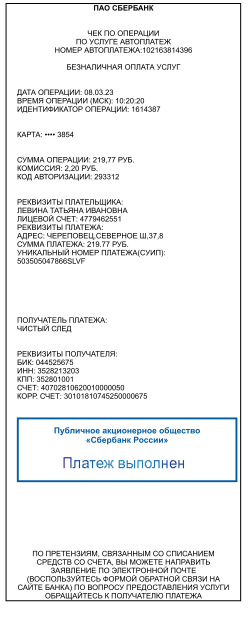 ПАО СБЕРБАНК
ЧЕК ПО ОПЕРАЦИИ
ПО УСЛУГЕ АВТОПЛАТЕЖ
НОМЕР АВТОПЛАТЕЖА:102163814396
БЕЗНАЛИЧНАЯ ОПЛАТА УСЛУГ
ДАТА ОПЕРАЦИИ: 08.03.23
ВРЕМЯ ОПЕРАЦИИ (МСК): 10:20:20
ИДЕНТИФИКАТОР ОПЕРАЦИИ: 1614387
КАРТА: •••• 3854
СУММА ОПЕРАЦИИ: 219,77 РУБ.
КОМИССИЯ: 2,20 РУБ.
КОД АВТОРИЗАЦИИ: 293312
РЕКВИЗИТЫ ПЛАТЕЛЬЩИКА:
ЛЕВИНА ТАТЬЯНА ИВАНОВНА
ЛИЦЕВОЙ СЧЕТ: 4779462551
РЕКВИЗИТЫ ПЛАТЕЖА:
АДРЕС: ЧЕРЕПОВЕЦ,СЕВЕРНОЕ Ш,37,8
СУММА ПЛАТЕЖА: 219.77 РУБ.
УНИКАЛЬНЫЙ НОМЕР ПЛАТЕЖА(СУИП):
503505047866SLVF
ПОЛУЧАТЕЛЬ ПЛАТЕЖА:
ЧИСТЫЙ СЛЕД
РЕКВИЗИТЫ ПОЛУЧАТЕЛЯ:
БИК: 044525675
ИНН: 3528213203
КПП: 352801001
СЧЕТ: 40702810620010000050
КОРР. СЧЕТ: 30101810745250000675
Публичное акционерное общество
«Сбербанк России»
Платеж выполнен
ПО ПРЕТЕНЗИЯМ, СВЯЗАННЫМ СО СПИСАНИЕМ
СРЕДСТВ СО СЧЕТА, ВЫ МОЖЕТЕ НАПРАВИТЬ
ЗАЯВЛЕНИЕ ПО ЭЛЕКТРОННОЙ ПОЧТЕ
(ВОСПОЛЬЗУЙТЕСЬ ФОРМОЙ ОБРАТНОЙ СВЯЗИ НА
САЙТЕ БАНКА) ПО ВОПРОСУ ПРЕДОСТАВЛЕНИЯ УСЛУГИ
ОБРАЩАЙТЕСЬ К ПОЛУЧАТЕЛЮ ПЛАТЕЖА